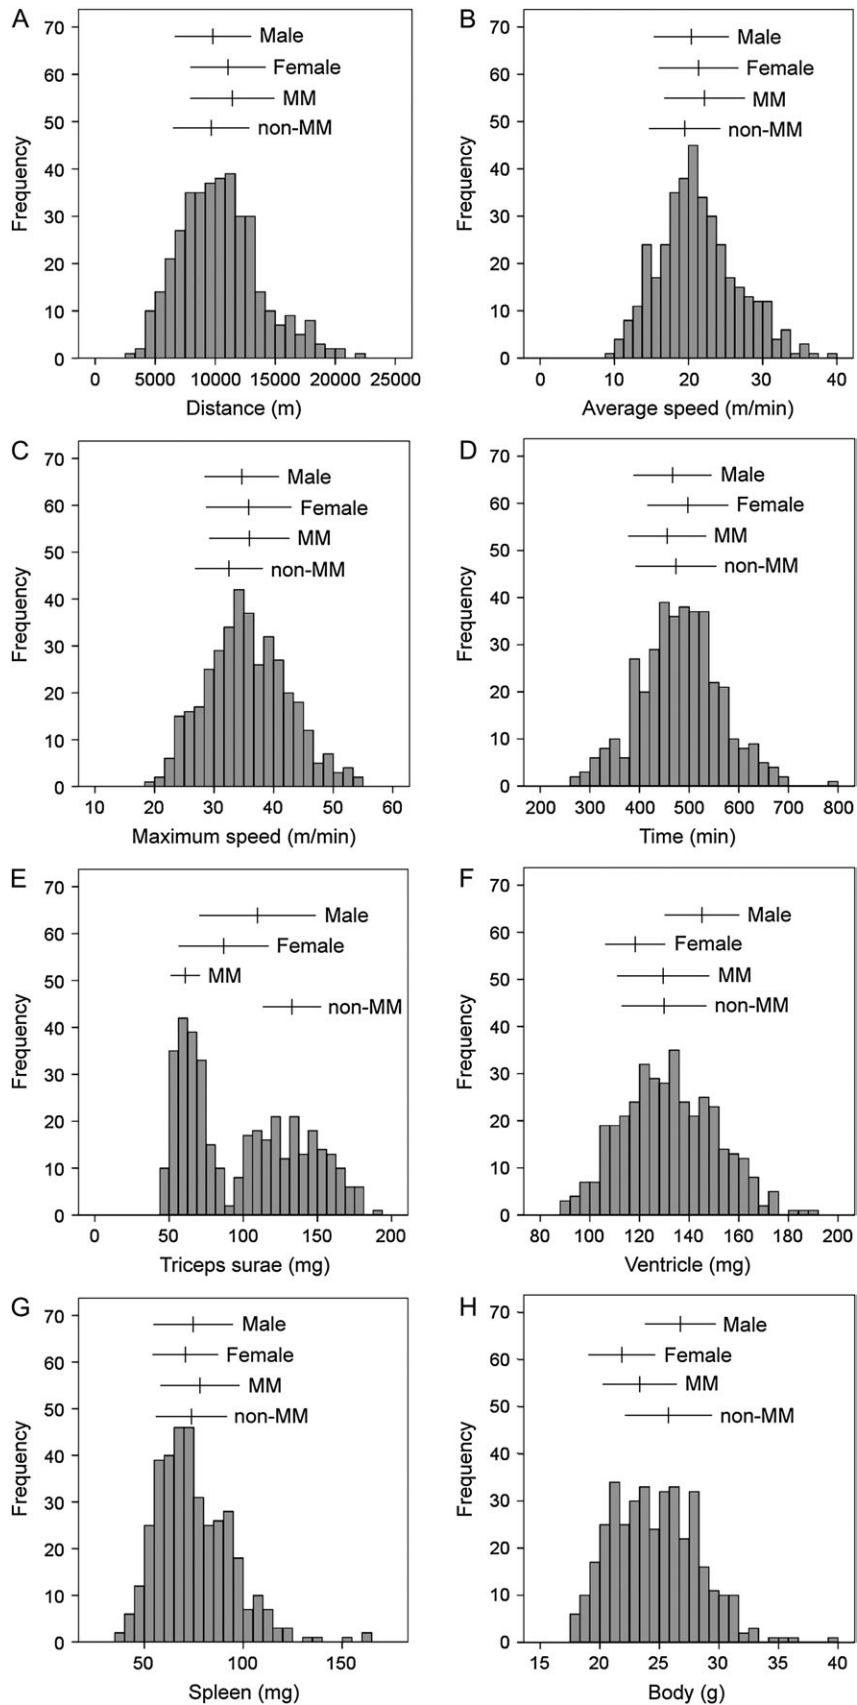 A
70
60
50
40
30
20
10
0
Frequency
Male
Female
MM
non-MM
0 5000 10000 15000 20000 25000
Distance (m)
B
70
60
50
40
30
20
10
0
Frequency
Male
Female
MM
non-MM
0 10 20 30 40
Average speed (m/min)
C
70
60
50
40
30
20
10
0
Frequency
Male
Female
MM
non-MM
10 20 30 40 50 60
Maximum speed (m/min)
D
70
60
50
40
30
20
10
0
Frequency
Male
Female
MM
non-MM
200 300 400 500 600 700 800
Time (min)
E
70
60
50
40
30
20
10
0
Frequency
Male
Female
MM
non-MM
0 50 100 150 200
Triceps surae (mg)
F
70
60
50
40
30
20
10
0
Frequency
Male
Female
MM
non-MM
80 100 120 140 160 180 200
Ventricle (mg)
G
70
60
50
40
30
20
10
0
Frequency
Male
Female
MM
non-MM
50 100 150
Spleen (mg)
H
70
60
50
40
30
20
10
0
Frequency
Male
Female
MM
non-MM
15 20 25 30 35 40
Body (g)